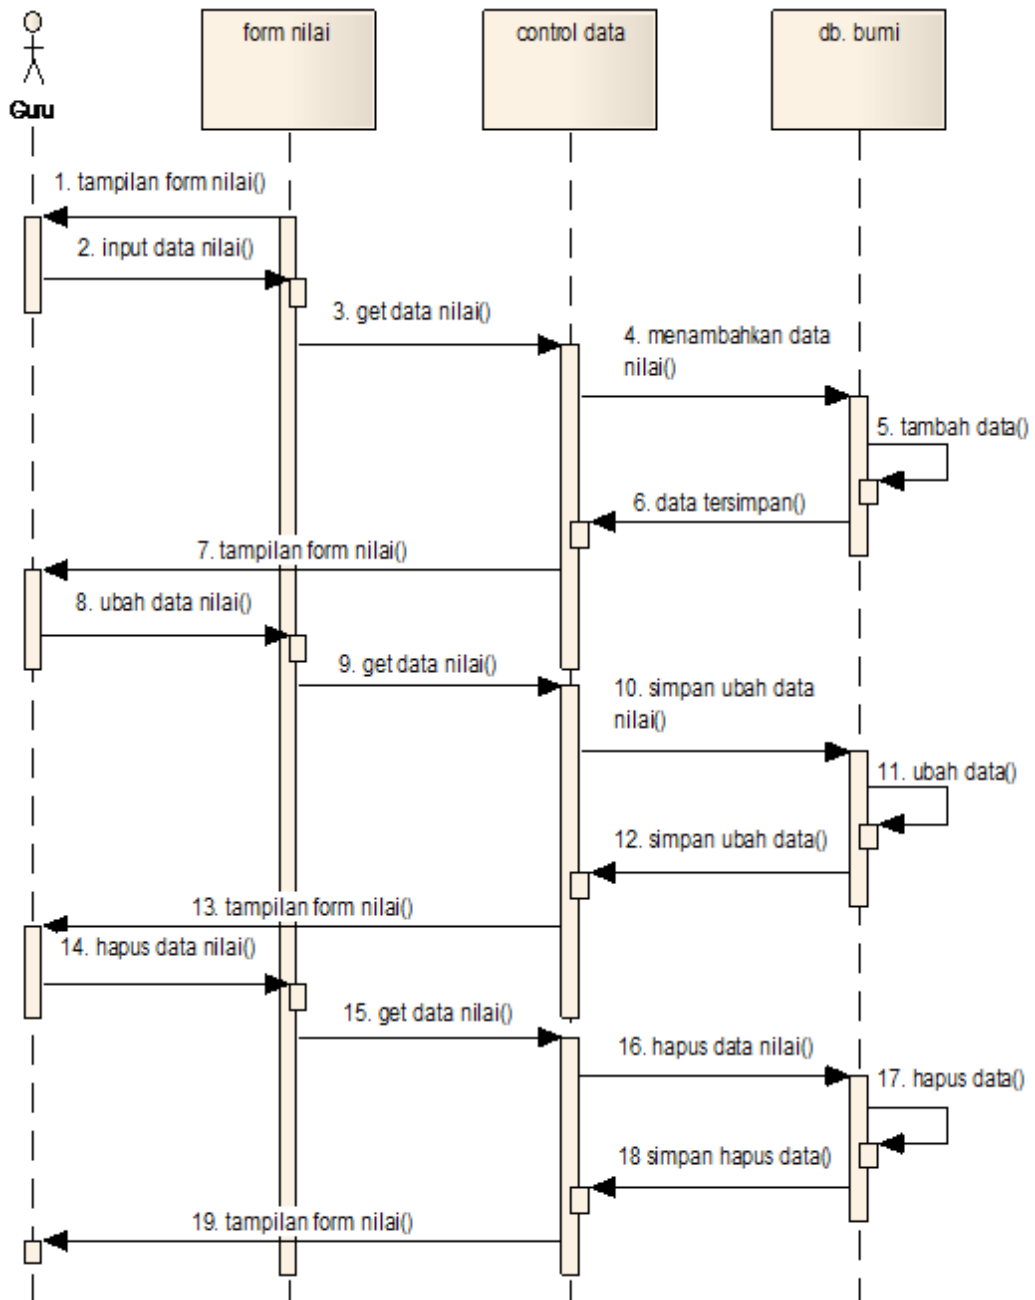 form nilai
control data
db. bumi
Guru
1. tampilan form nilai()
2. input data nilai()
3. get data nilai()
4. menambahkan data
nilai()
5. tambah data()
6. data tersimpan()
7. tampilan form nilai()
8. ubah data nilai()
9. get data nilai()
10. simpan ubah data
nilai()
11. ubah data()
12. simpan ubah data()
13. tampilan form nilai()
14. hapus data nilai()
15. get data nilai()
16. hapus data nilai()
17. hapus data()
18 simpan hapus data()
19. tampilan form nilai()